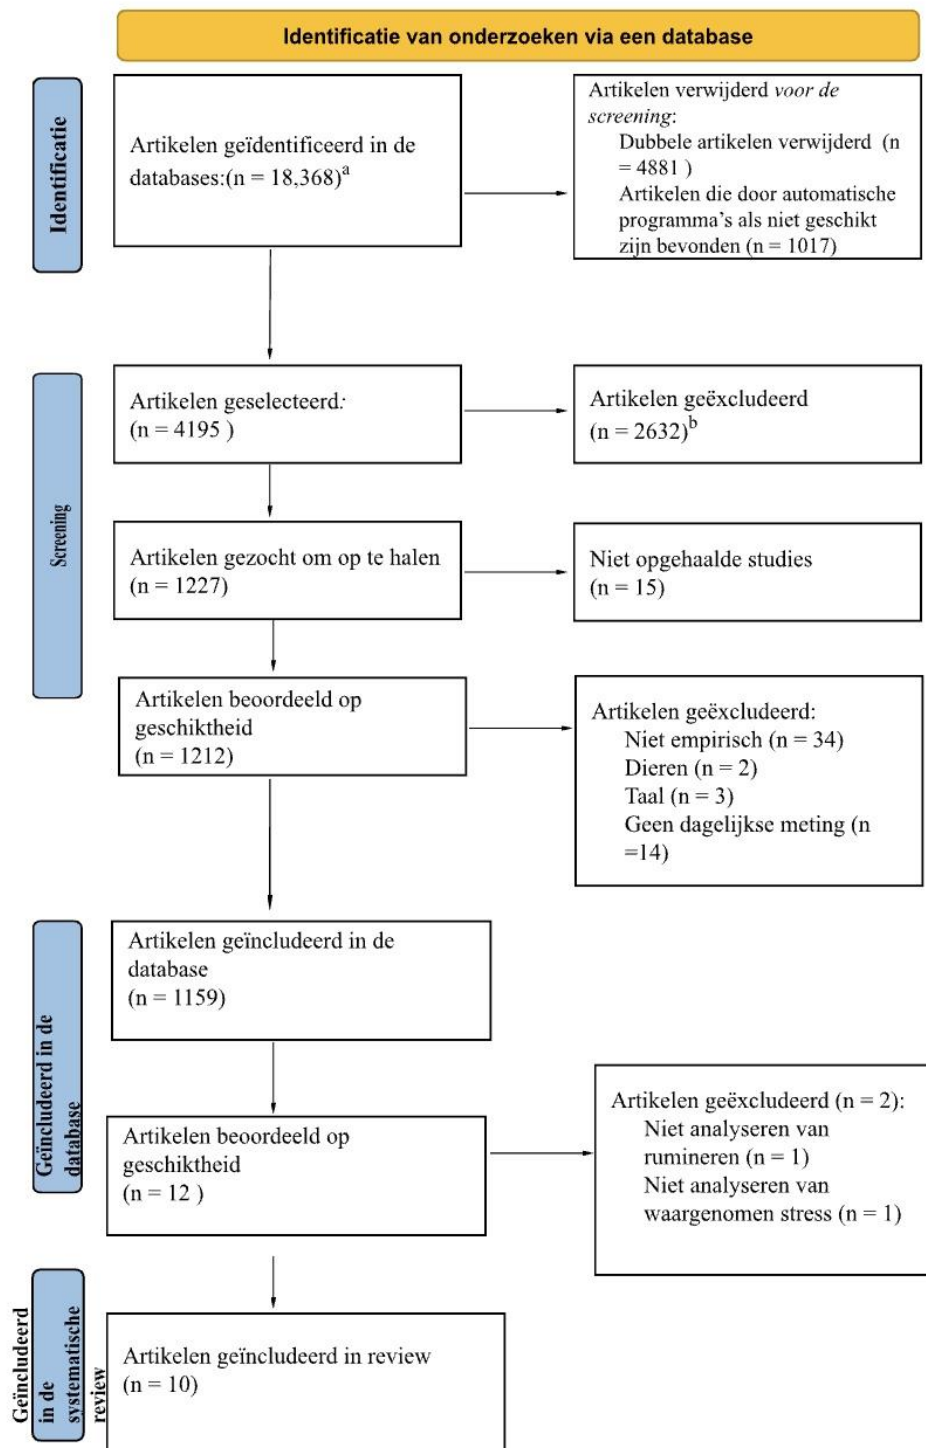 Identificatie van onderzoeken via een database
Identificatie
Artikelen geïdentificeerd in de
databases:(n = 18,368)a
Artikelen verwijderd voor de
screening:
Dubbele artikelen verwijderd (n
= 4881 )
Artikelen die door automatische
programma's als niet geschikt
zijn bevonden (n = 1017)
Screening
Artikelen geselecteerd:
(n = 4195 )
Artikelen geëxcludeerd
(n = 2632)b
Artikelen gezocht om op te halen
(n = 1227)
Niet opgehaalde studies
(n = 15)
Artikelen beoordeeld op
geschiktheid
(n = 1212)
Artikelen geëxcludeerd:
Niet empirisch (n = 34)
Dieren (n = 2)
Taal (n = 3)
Geen dagelijkse meting (n
=14)
Geïncludeerd in de
database
Artikelen geïncludeerd in de
database
(n = 1159)
Artikelen beoordeeld op
geschiktheid
(n = 12 )
Artikelen geëxcludeerd (n = 2):
Niet analyseren van
rumineren (n = 1)
Niet analyseren van
waargenomen stress (n = 1)
Geïncludeerd
in de
systematische
review
Artikelen geïncludeerd in review
(n = 10)